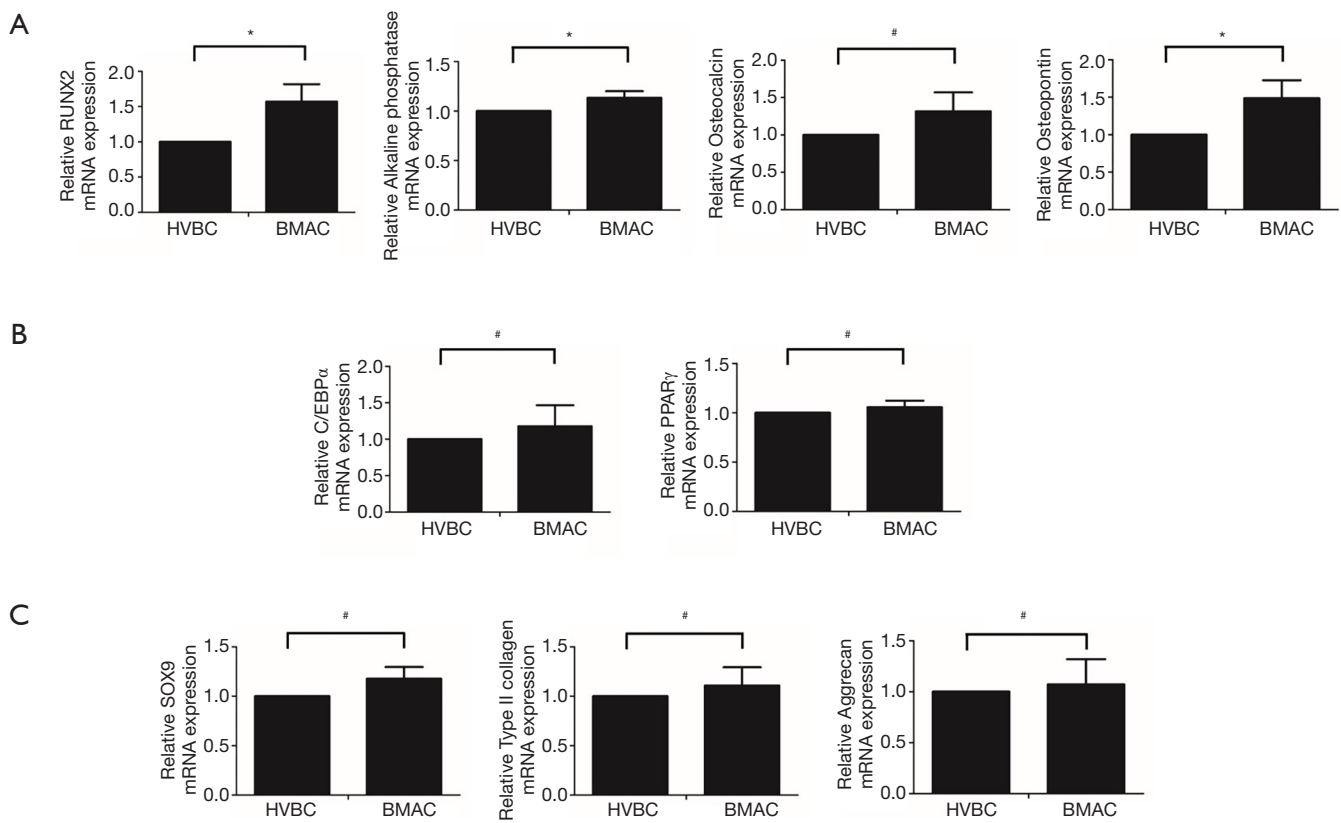 A
*
Relative RUNX2
mRNA expression
2.0
1.5
1.0
0.5
0.0
HVBC
BMAC
*
Relative Alkaline phosphatase
mRNA expression
1.5
1.0
0.5
0.0
HVBC
BMAC
#
Relative Osteocalcin
mRNA expression
2.0
1.5
1.0
0.5
0.0
HVBC
BMAC
*
Relative Osteopontin
mRNA expression
2.0
1.5
1.0
0.5
0.0
HVBC
BMAC
B
#
Relative C/EBPα
mRNA expression
2.0
1.5
1.0
0.5
0.0
HVBC
BMAC
#
Relative PPARγ
mRNA expression
1.5
1.0
0.5
0.0
HVBC
BMAC
C
#
Relative SOX9
mRNA expression
1.5
1.0
0.5
0.0
HVBC
BMAC
#
Relative Type II collagen
mRNA expression
1.5
1.0
0.5
0.0
HVBC
BMAC
#
Relative Aggrecan
mRNA expression
1.5
1.0
0.5
0.0
HVBC
BMAC